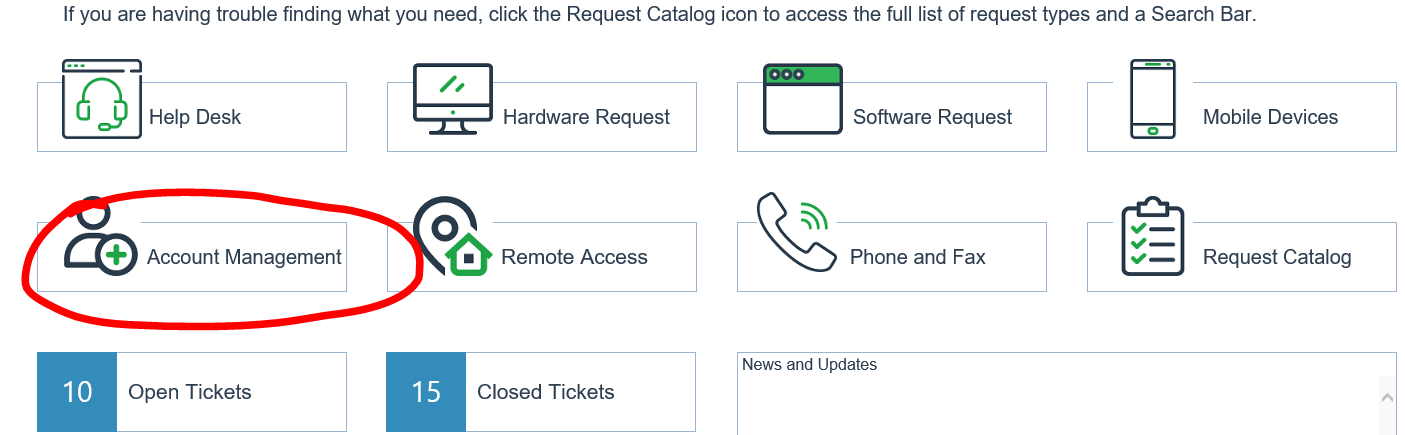 If you are having trouble finding what you need, click the Request Catalog icon to access the full list of request types and a Search Bar.
Help Desk
Hardware Request
Software Request
Mobile Devices
Account Management
Remote Access
Phone and Fax
Request Catalog
10 Open Tickets
15 Closed Tickets
News and Updates